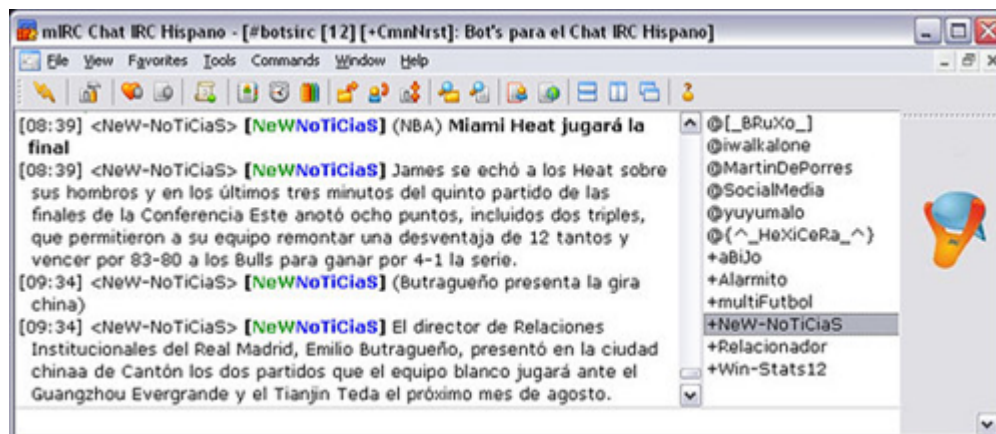 mIRC Chat IRC Hispano - [#botsirc [12] [+CmnNrst]: Bot's para el Chat IRC Hispano]
File View Favorites Tools Commands Window Help
[08:39] <NeW-NoTiCiaS> [NeWNoTiCiaS] (NBA) Miami Heat jugará la
final
[08:39] <NeW-NoTiCiaS> [NeWNoTiCiaS] James se echó a los Heat sobre
sus hombros y en los últimos tres minutos del quinto partido de las
finales de la Conferencia Este anotó ocho puntos, incluidos dos triples,
que permitieron a su equipo remontar una desventaja de 12 tantos y
vencer por 83-80 a los Bulls para ganar por 4-1 la serie.
[09:34] <NeW-NoTiCiaS> [NeWNoTiCiaS] (Butragueño presenta la gira
china)
[09:34] <NeW-NoTiCiaS> [NeWNoTiCiaS] El director de Relaciones
Institucionales del Real Madrid, Emilio Butragueño, presentó en la ciudad
chinaa de Cantón los dos partidos que el equipo blanco jugará ante el
Guangzhou Evergrande y el Tianjin Teda el próximo mes de agosto.
@[_BRuXo_]
@iwalkalone
@MartinDePorres
@SocialMedia
@yuyumalo
@{^_HeXiCeRa_^}
+aBiJo
+Alarmito
+multiFutbol
+NeW-NoTiCiaS
+Relacionador
+Win-Stats12